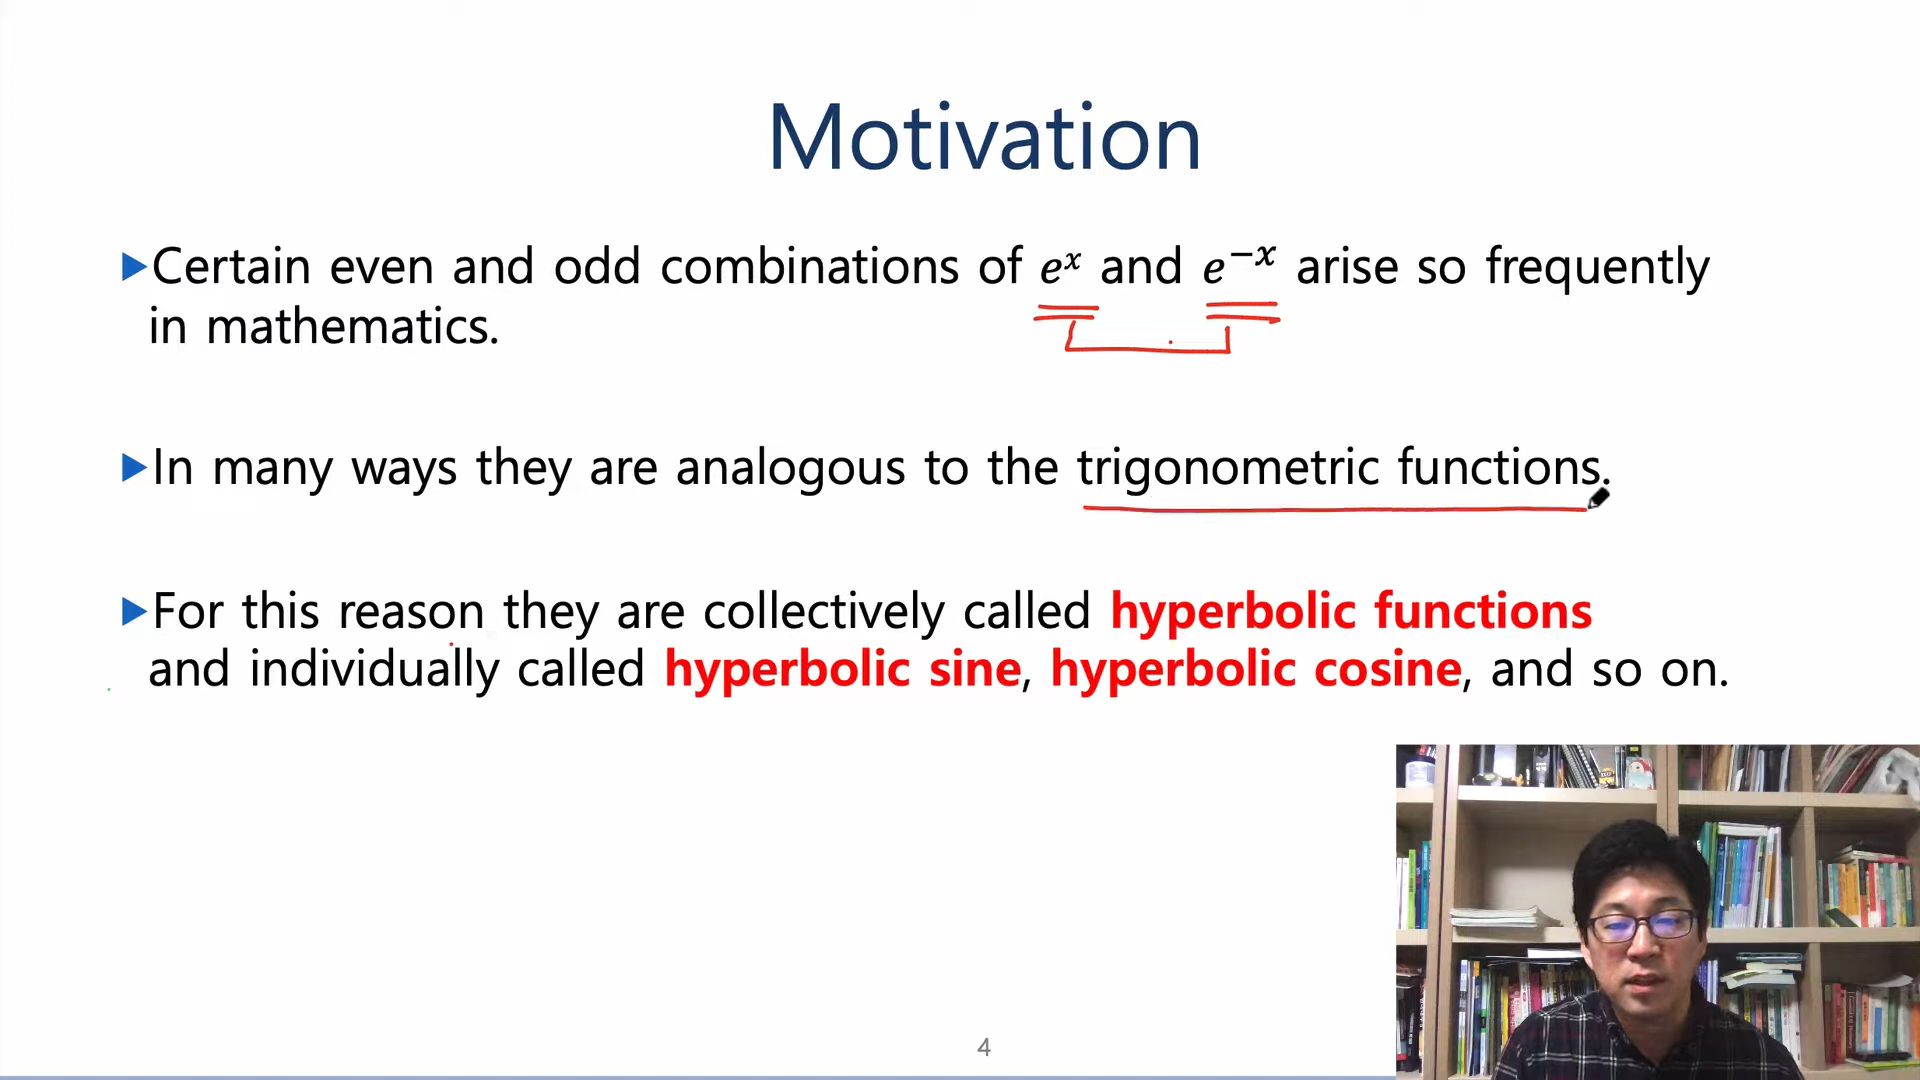 Motivation
▶Certain even and odd combinations of eˣ and e⁻ˣ arise so frequently
in mathematics.
▶In many ways they are analogous to the trigonometric functions.
▶For this reason they are collectively called hyperbolic functions
and individually called hyperbolic sine, hyperbolic cosine, and so on.
4